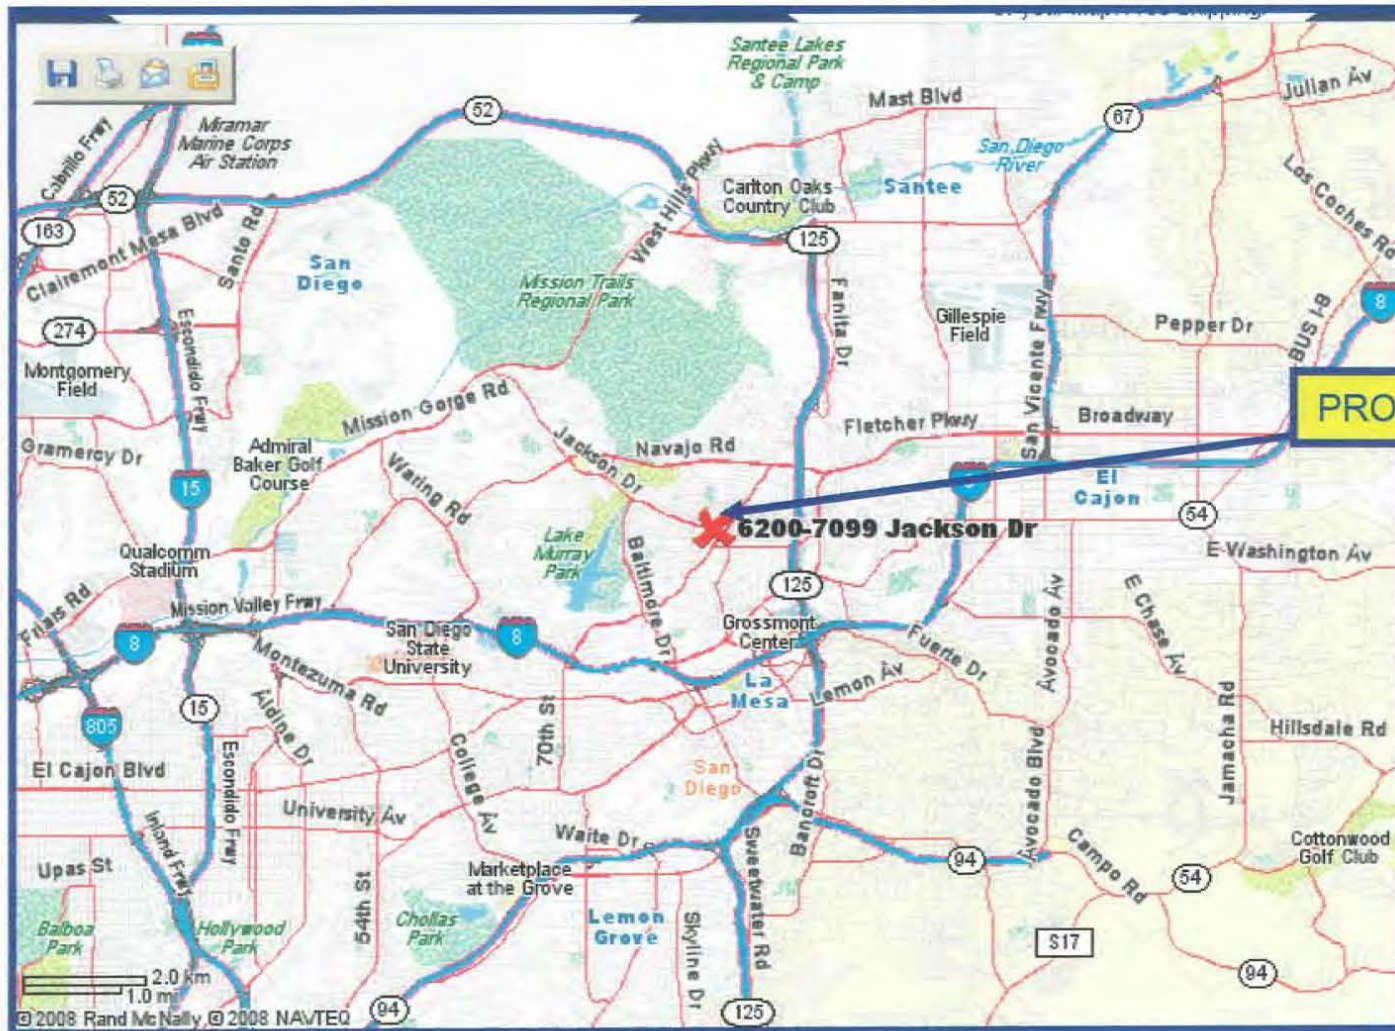 Santee Lakes
Regional Park
& Camp
Mast Blvd
67
Julian Av
52
Miramar
Marine Corps
Air Station
Cabrillo Frwy
San Diego
River
Los Coches Rd
West Hills Pkwy
Carlton Oaks
Country Club
Santee
52
163
Clairemont Mesa Blvd
Santo Rd
125
San
Diego
Mission Trails
Regional Park
Fanita Dr
Gillespie
Field
San Vicente Frwy
Pepper Dr
BUS I-8
8
274
Escondido Frwy
Montgomery
Field
Mission Gorge Rd
PRO
Gramercy Dr
Admiral
Baker Golf
Course
Waring Rd
Jackson Dr
Navajo Rd
Fletcher Pkwy
Broadway
15
El
Cajon
54
6200-7099 Jackson Dr
Lake
Murray
Park
Baltimore Dr
Qualcomm
Stadium
E Washington Av
125
Friars Rd
Mission Valley Frwy
8
San Diego
State
University
8
Grossmont
Center
Fuerte Dr
Avocado Av
E Chase Av
Montezuma Rd
La
Mesa
Lemon Av
15
Aldine Dr
805
70th St
Jamacha Rd
Hillsdale Rd
El Cajon Blvd
Escondido Frwy
College Av
San
Diego
Bancroft Dr
Avocado Blvd
University Av
Inland Frwy
Waite Dr
Sweetwater Rd
94
Campo Rd
54
Cottonwood
Golf Club
Upas St
54th St
Marketplace
at the Grove
Balboa
Park
Hollywood
Park
Chollas
Park
Lemon
Grove
Skyline Dr
S17
94
2.0 km
1.0 mi
94
125
© 2008 Rand McNally © 2008 NAVTEQ